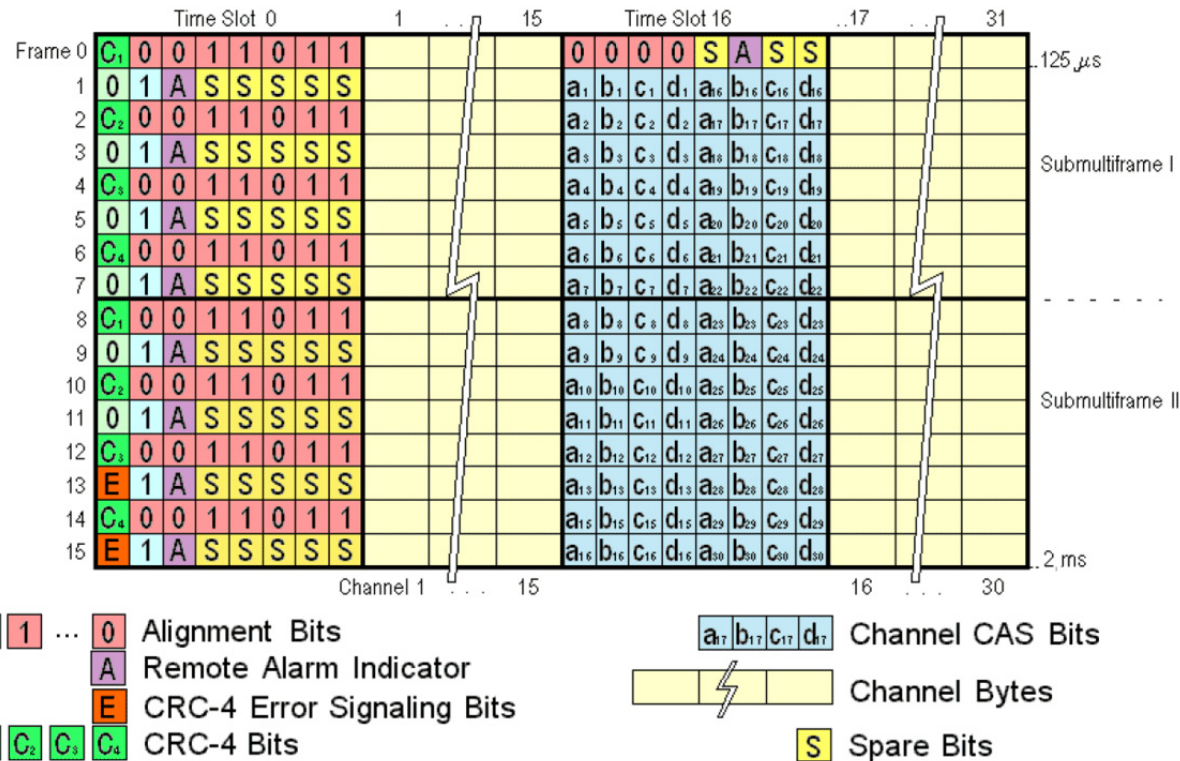 Time Slot 0 1 . . . 15 Time Slot 16 ..17 . . .. 31
Frame 0 C₁ 0 0 1 1 0 1 1 0 0 0 0 S A S S ..125 μs
1 0 1 A S S S S S a₁ b₁ c₁ d₁ a₁₆ b₁₆ c₁₆ d₁₆
2 C₂ 0 0 1 1 0 1 1 a₂ b₂ c₂ d₂ a₁₇ b₁₇ c₁₇ d₁₇
3 0 1 A S S S S S a₃ b₃ c₃ d₃ a₁₈ b₁₈ c₁₈ d₁₈
Submultiframe I
4 C₃ 0 0 1 1 0 1 1 a₄ b₄ c₄ d₄ a₁₉ b₁₉ c₁₉ d₁₉
5 0 1 A S S S S S a₅ b₅ c₅ d₅ a₂₀ b₂₀ c₂₀ d₂₀
6 C₄ 0 0 1 1 0 1 1 a₆ b₆ c₆ d₆ a₂₁ b₂₁ c₂₁ d₂₁
7 0 1 A S S S S S a₇ b₇ c₇ d₇ a₂₂ b₂₂ c₂₂ d₂₂
8 C₁ 0 0 1 1 0 1 1 a₈ b₈ c₈ d₈ a₂₃ b₂₃ c₂₃ d₂₃
9 0 1 A S S S S S a₉ b₉ c₉ d₉ a₂₄ b₂₄ c₂₄ d₂₄
10 C₂ 0 0 1 1 0 1 1 a₁₀ b₁₀ c₁₀ d₁₀ a₂₅ b₂₅ c₂₅ d₂₅
Submultiframe II
11 0 1 A S S S S S a₁₁ b₁₁ c₁₁ d₁₁ a₂₆ b₂₆ c₂₆ d₂₆
12 C₃ 0 0 1 1 0 1 1 a₁₂ b₁₂ c₁₂ d₁₂ a₂₇ b₂₇ c₂₇ d₂₇
13 E 1 A S S S S S a₁₃ b₁₃ c₁₃ d₁₃ a₂₈ b₂₈ c₂₈ d₂₈
14 C₄ 0 0 1 1 0 1 1 a₁₅ b₁₅ c₁₅ d₁₅ a₂₉ b₂₉ c₂₉ d₂₉
15 E 1 A S S S S S a₁₆ b₁₆ c₁₆ d₁₆ a₃₀ b₃₀ c₃₀ d₃₀ ..2 ms
Channel 1 . . . 15 16 . . . 30
1 ... 0 Alignment Bits
A Remote Alarm Indicator
E CRC-4 Error Signaling Bits
C₂ C₃ C₄ CRC-4 Bits
a₁₇ b₁₇ c₁₇ d₁₇ Channel CAS Bits
Channel Bytes
S Spare Bits